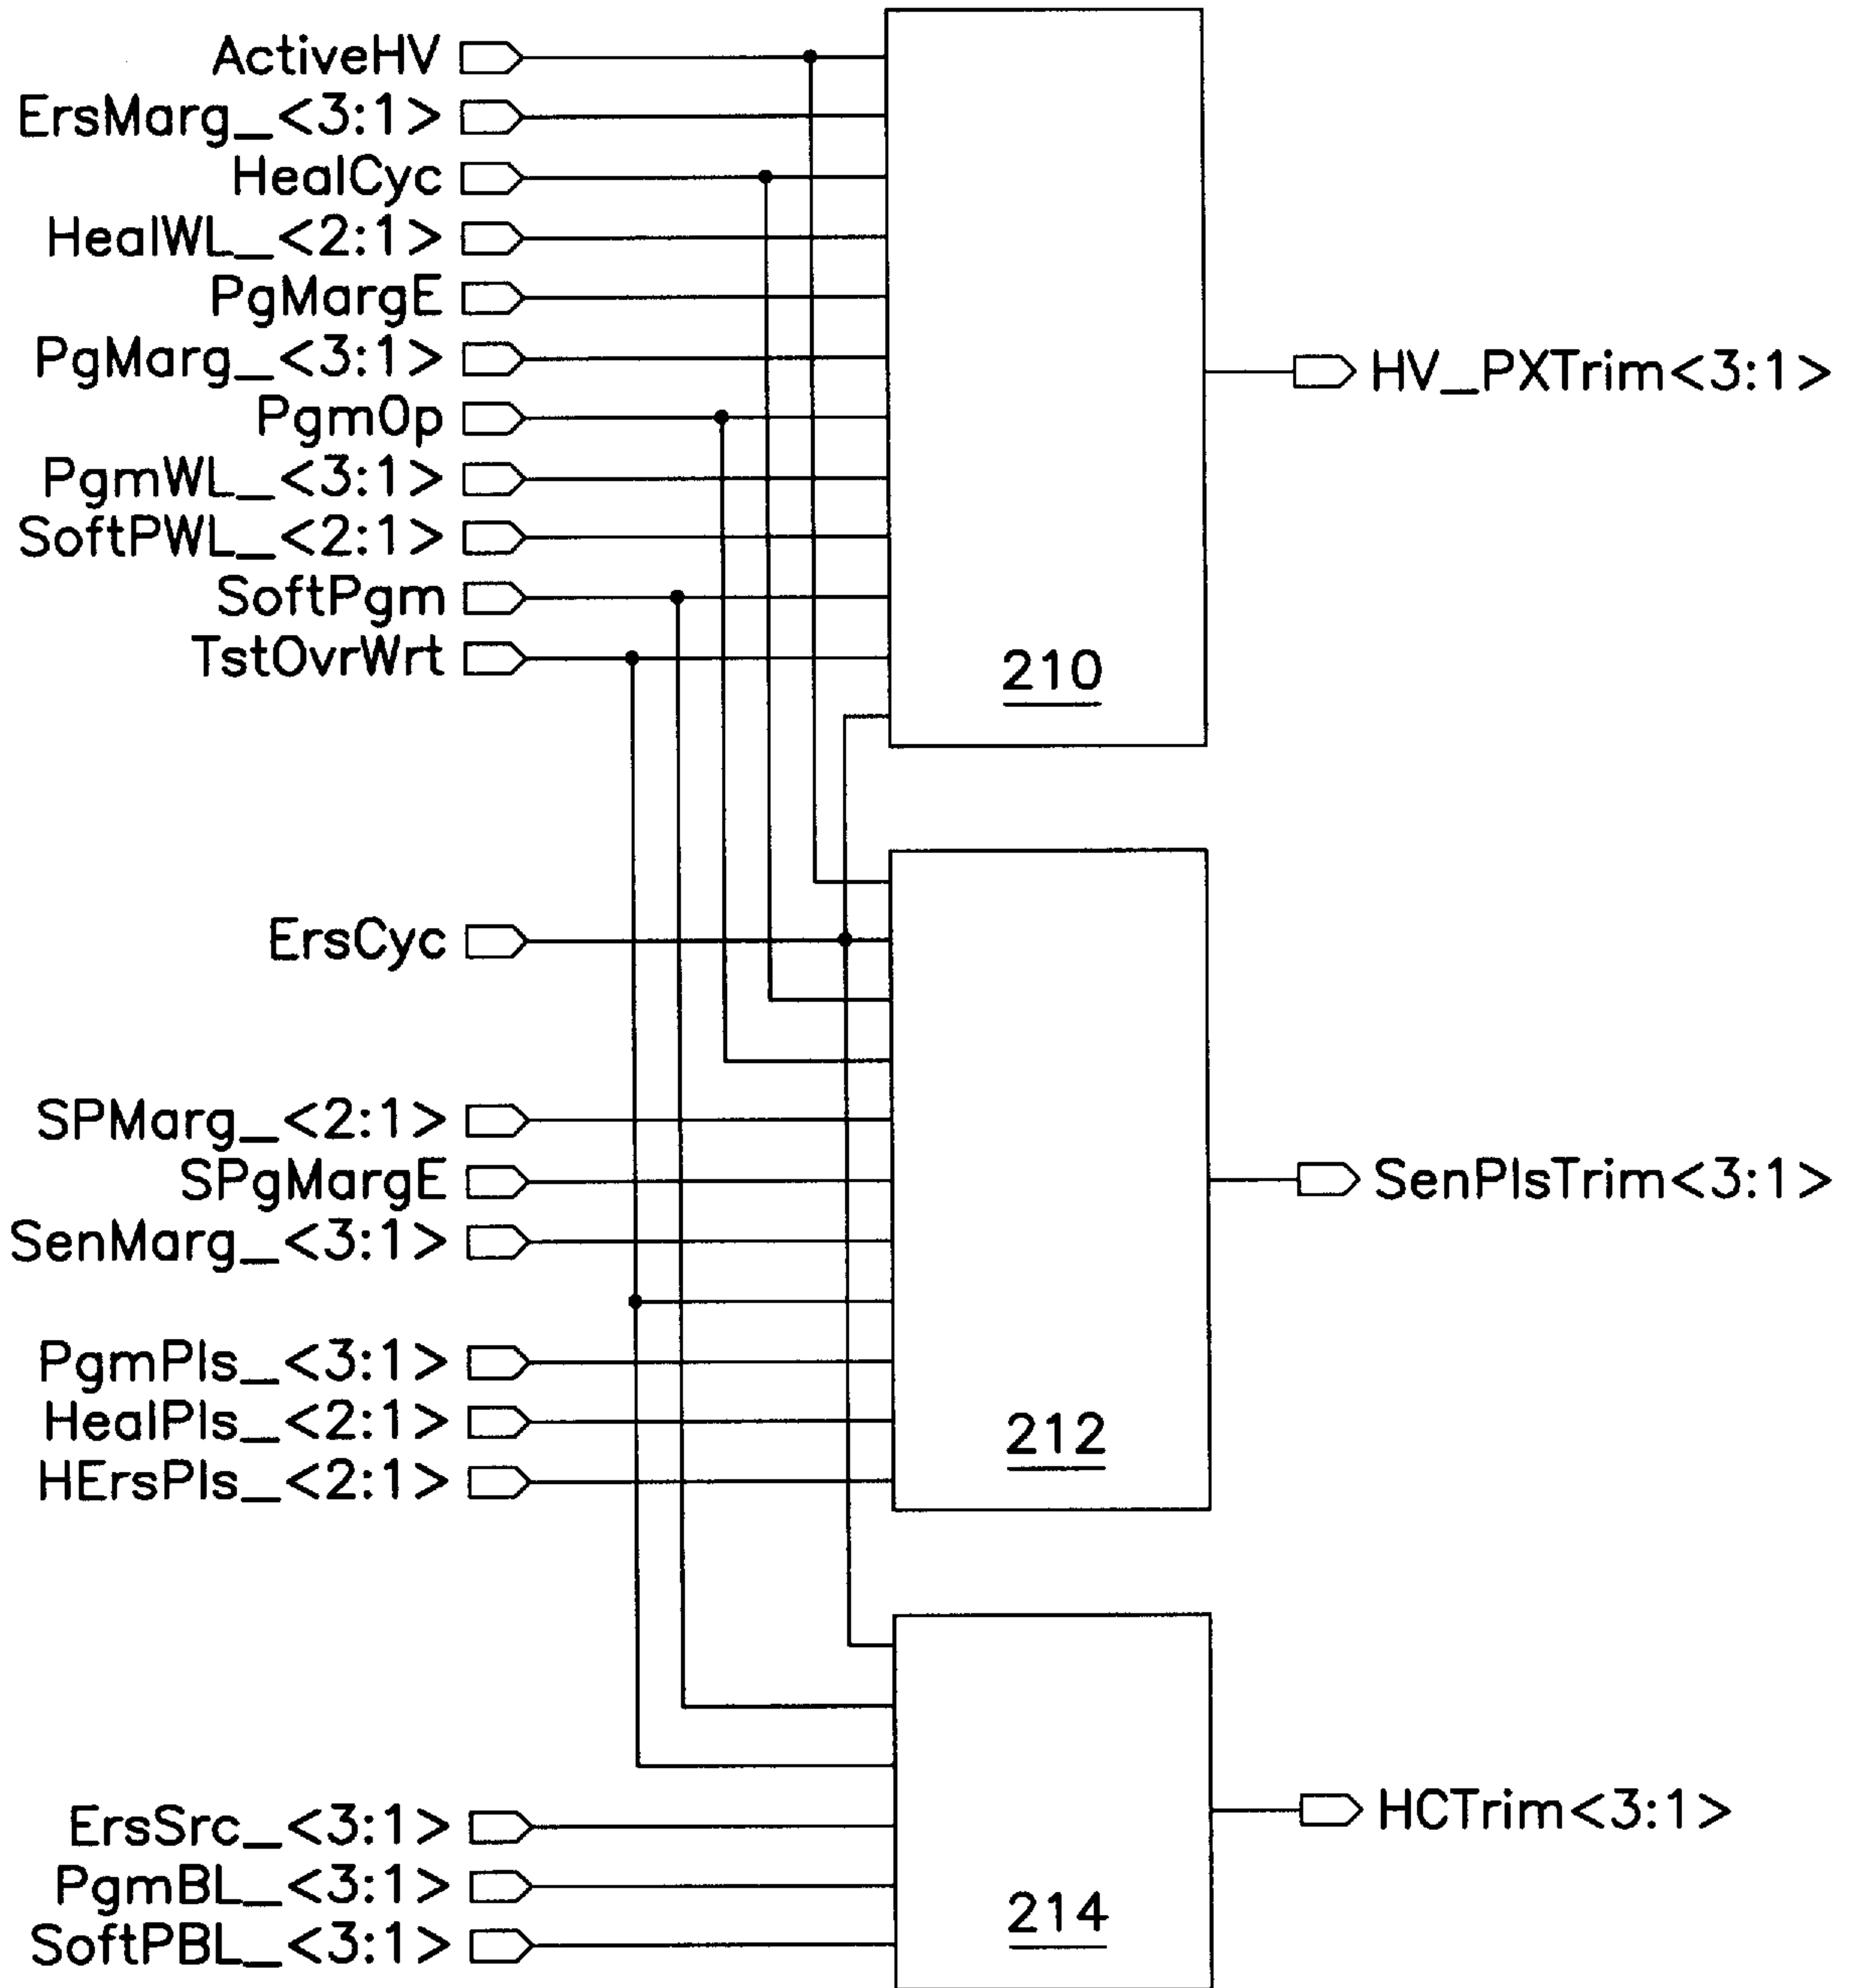 ActiveHV
ErsMarg_<3:1>
HealCyc
HealWL_<2:1>
PgMargE
PgMarg_<3:1>
HV_PXTrim<3:1>
PgmOp
PgmWL_<3:1>
SoftPWL_<2:1>
SoftPgm
TstOvrWrt
210
ErsCyc
SPMarg_<2:1>
SPgMargE
SenPlsTrim<3:1>
SenMarg_<3:1>
PgmPls_<3:1>
HealPls_<2:1>
212
HErsPls_<2:1>
HCTrim<3:1>
ErsSrc_<3:1>
PgmBL_<3:1>
214
SoftPBL_<3:1>